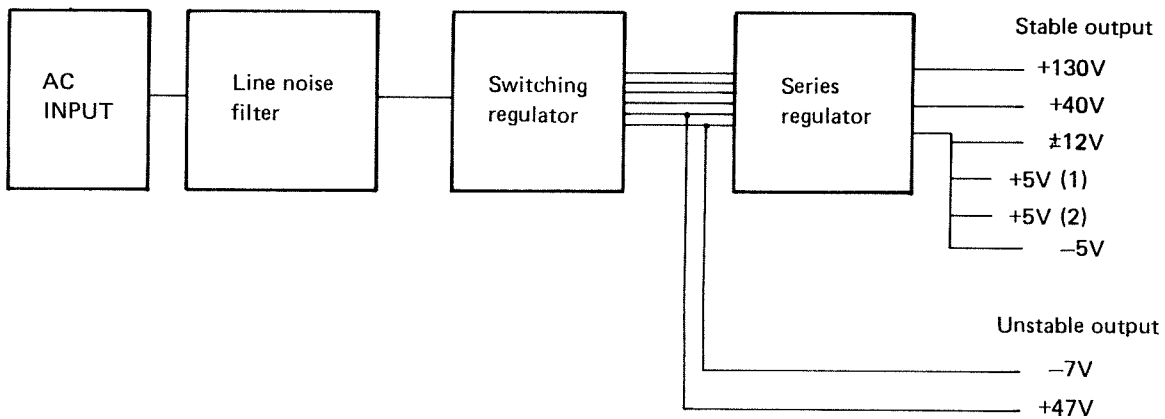 AC
INPUT
Line noise
filter
Switching
regulator
Series
regulator
Stable output
+130V
+40V
±12V
+5V (1)
+5V (2)
−5V
Unstable output
−7V
+47V